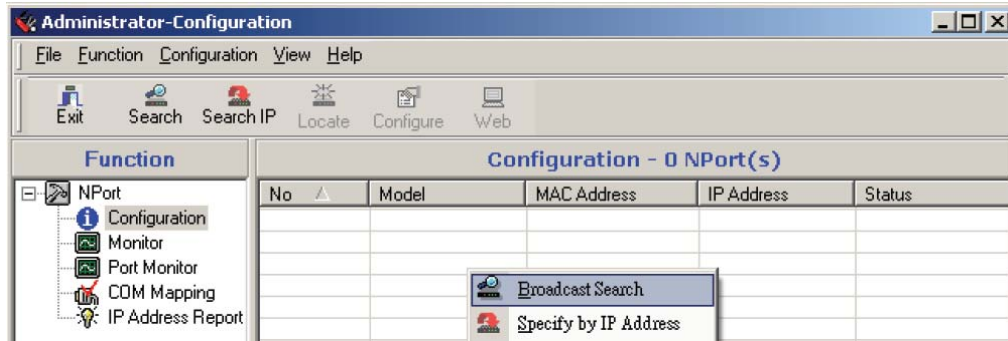 Administrator-Configuration
File Function Configuration View Help
Exit Search Search IP Locate Configure Web
Function
Configuration - 0 NPort(s)
No Model MAC Address IP Address Status
NPort
Configuration
Monitor
Port Monitor
COM Mapping
IP Address Report
Broadcast Search
Specify by IP Address